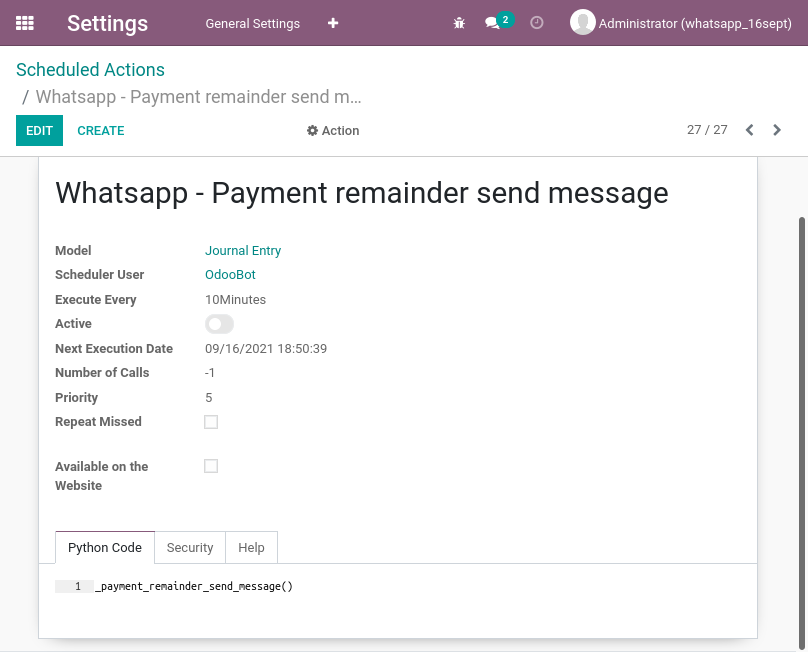 Settings General Settings + 2 Administrator (whatsapp_16sept)
Scheduled Actions
/ Whatsapp - Payment remainder send m...
EDIT CREATE Action 27 / 27
Whatsapp - Payment remainder send message
Model Journal Entry
Scheduler User OdooBot
Execute Every 10Minutes
Active
Next Execution Date 09/16/2021 18:50:39
Number of Calls -1
Priority 5
Repeat Missed
Available on the
Website
Python Code Security Help
1 _payment_remainder_send_message()